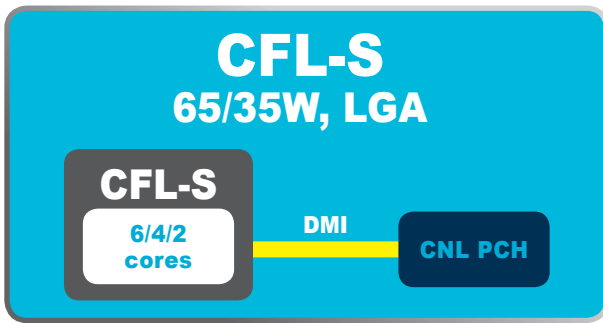 CFL-S
65/35W, LGA
CFL-S
6/4/2
cores
DMI
CNL PCH